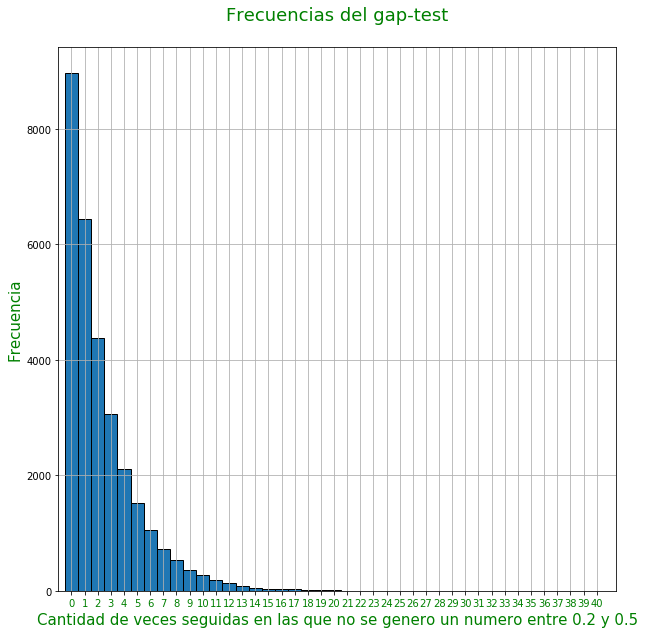 Frecuencias del gap-test
Frecuencia
8000
6000
4000
2000
0
0 1 2 3 4 5 6 7 8 9 10 11 12 13 14 15 16 17 18 19 20 21 22 23 24 25 26 27 28 29 30 31 32 33 34 35 36 37 38 39 40
Cantidad de veces seguidas en las que no se genero un numero entre 0.2 y 0.5